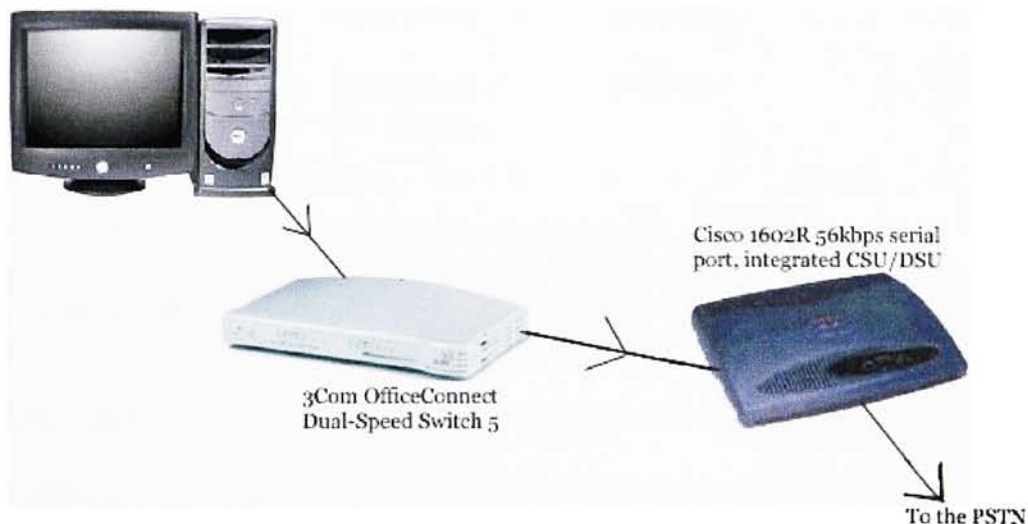 Cisco 1602R 56kbps serial
port, integrated CSU/DSU
3Com OfficeConnect
Dual-Speed Switch 5
To the PSTN